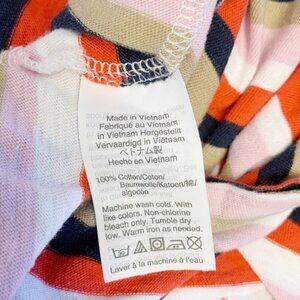 Made in Vietnam
Fabriqué au Vietnam
in Vietnam Hergestellt
Vervaardigd in Vietnam
ベトナム製
Hecho en Vietnam
100% Cotton/Coton/
Baumwolle/Katoen/綿/
algodón
Machine wash cold. With
like colors. Non-chlorine
bleach only. Tumble dry
low. Warm iron if needed.
Laver à la machine à l'eau